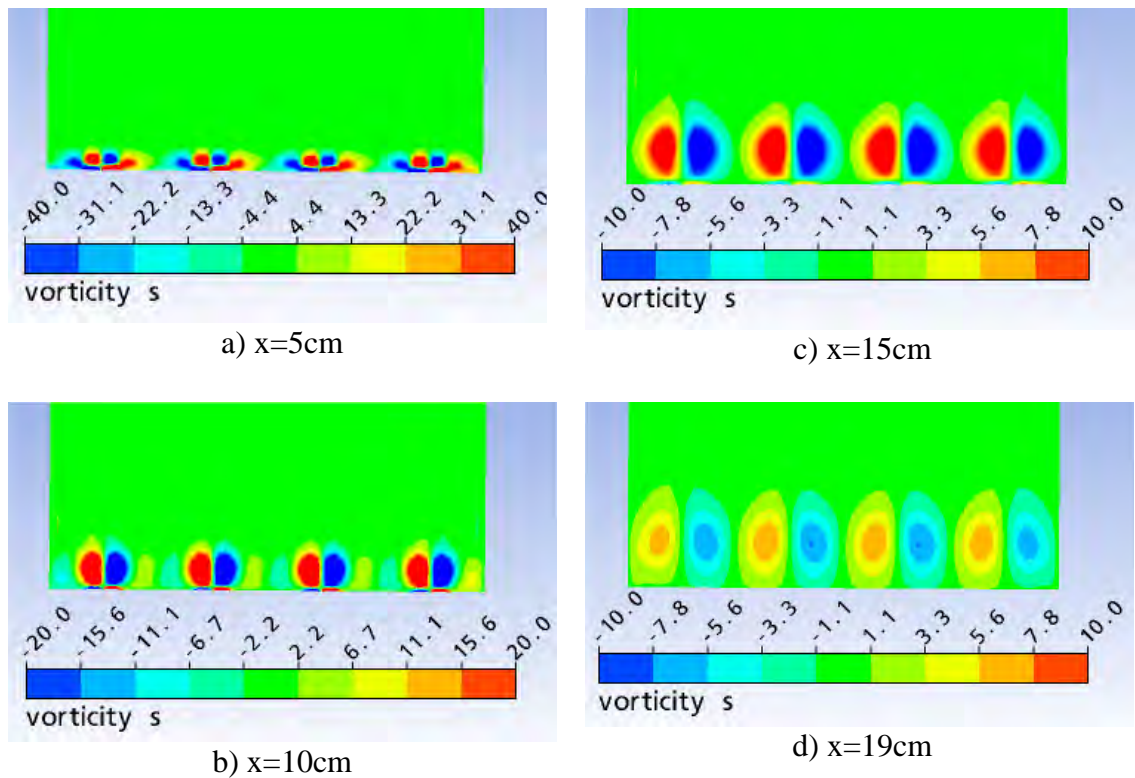 -40.0 -31.1 -22.2 -13.3 -4.4 4.4 13.3 22.2 31.1 40.0
vorticity s
a) x=5cm
-10.0 -7.8 -5.6 -3.3 -1.1 1.1 3.3 5.6 7.8 10.0
vorticity s
c) x=15cm
-20.0 -15.6 -11.1 -6.7 -2.2 2.2 6.7 11.1 15.6 20.0
vorticity s
b) x=10cm
-10.0 -7.8 -5.6 -3.3 -1.1 1.1 3.3 5.6 7.8 10.0
vorticity s
d) x=19cm